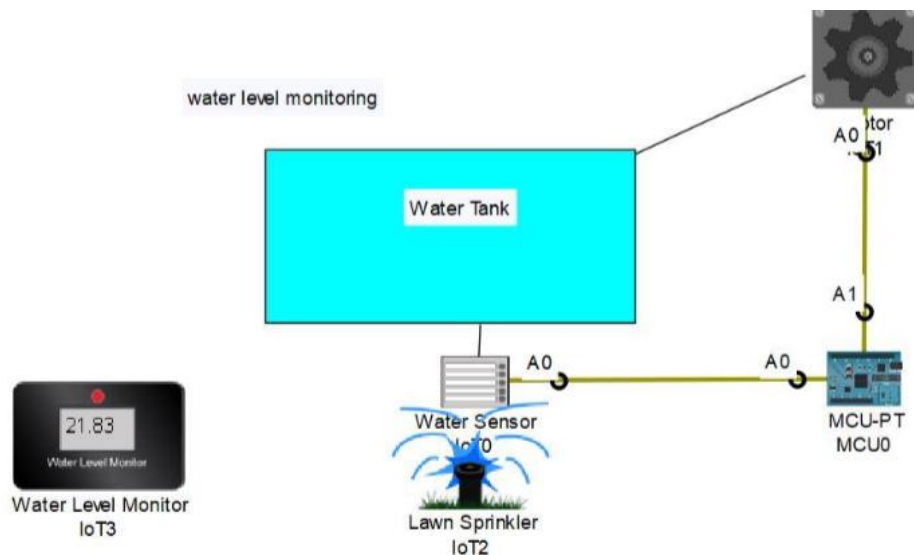 water level monitoring
A0
Water Tank
A1
A0
A0
Water Sensor
IoT0
MCU-PT
MCU0
21.83
Water Level Monitor
Water Level Monitor
IoT3
Lawn Sprinkler
IoT2